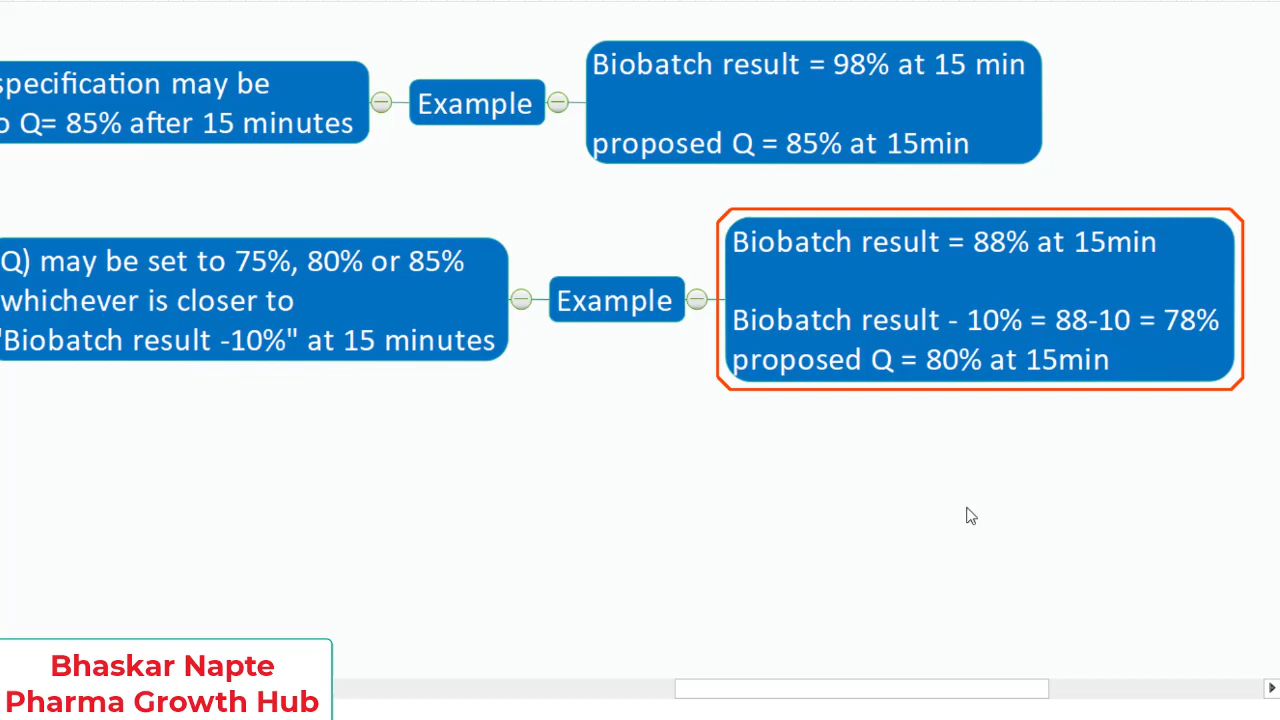 specification may be
o Q= 85% after 15 minutes
Example
Biobatch result = 98% at 15 min
proposed Q = 85% at 15min
Q) may be set to 75%, 80% or 85%
whichever is closer to
"Biobatch result -10%" at 15 minutes
Example
Biobatch result = 88% at 15min
Biobatch result - 10% = 88-10 = 78%
proposed Q = 80% at 15min
Bhaskar Napte
Pharma Growth Hub